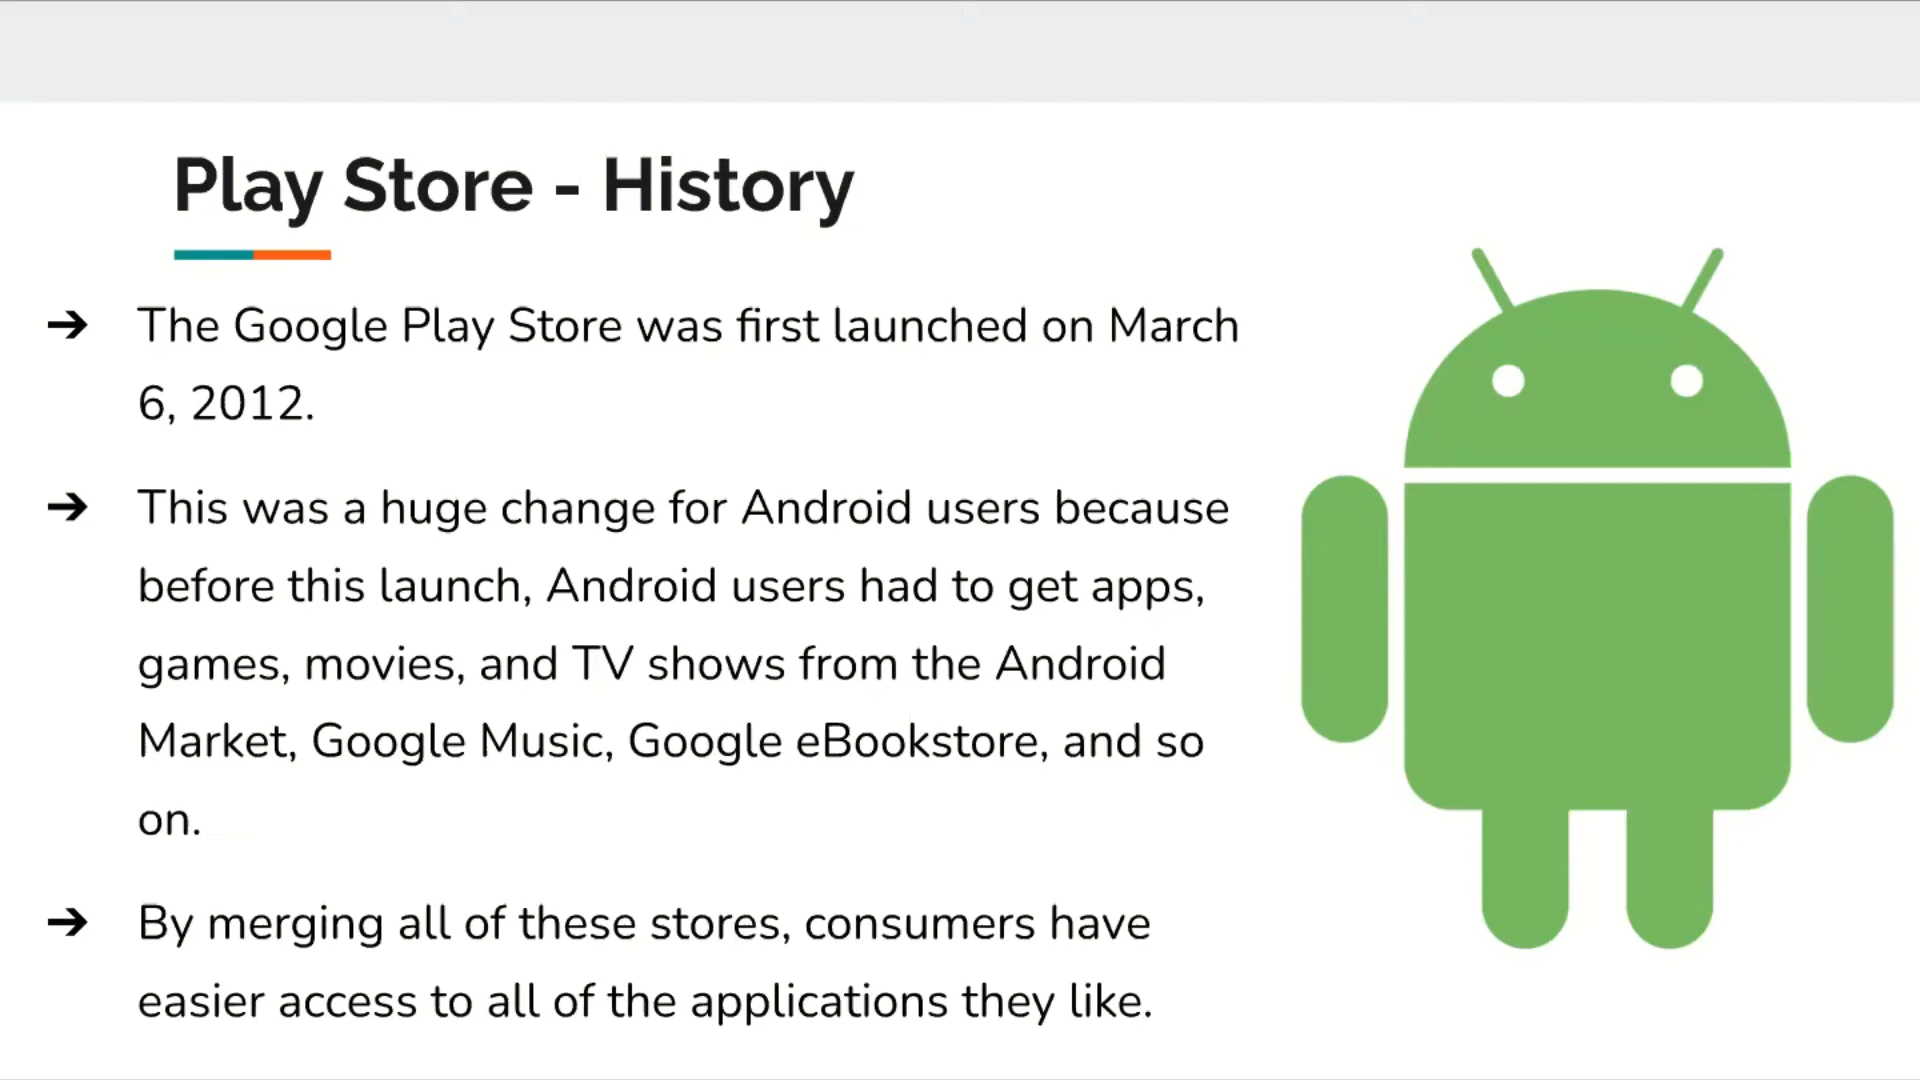 Play Store - History
➔ The Google Play Store was first launched on March
6, 2012.
➔ This was a huge change for Android users because
before this launch, Android users had to get apps,
games, movies, and TV shows from the Android
Market, Google Music, Google eBookstore, and so
on.
➔ By merging all of these stores, consumers have
easier access to all of the applications they like.